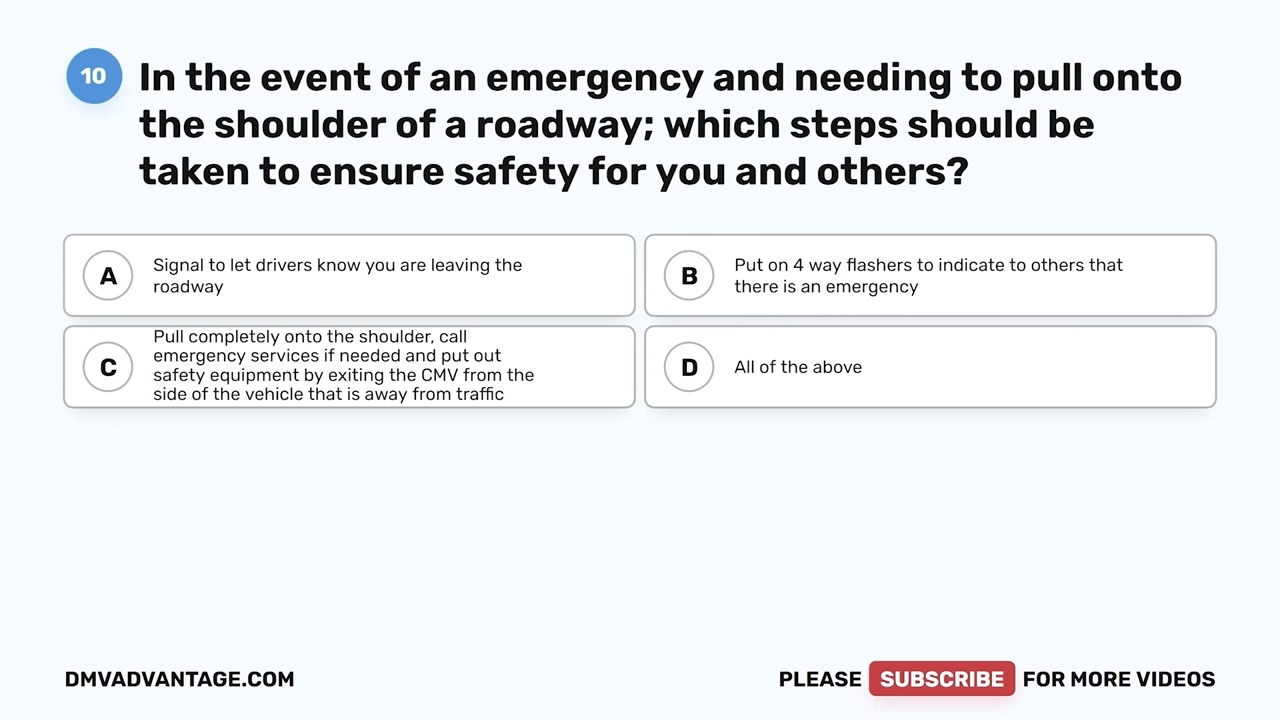 10
In the event of an emergency and needing to pull onto
the shoulder of a roadway; which steps should be
taken to ensure safety for you and others?
A
Signal to let drivers know you are leaving the
roadway
B
Put on 4 way flashers to indicate to others that
there is an emergency
C
Pull completely onto the shoulder, call
emergency services if needed and put out
safety equipment by exiting the CMV from the
side of the vehicle that is away from traffic
D
All of the above
DMVADVANTAGE.COM
PLEASE SUBSCRIBE FOR MORE VIDEOS